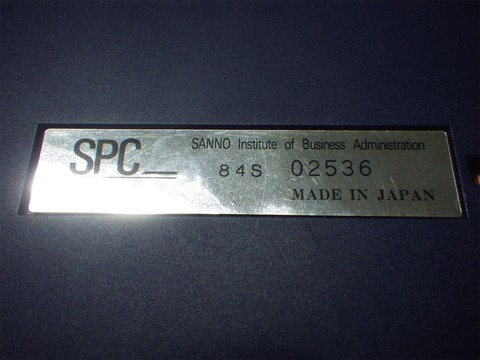 SPC
SANNO Institute of Business Administration
84S 02536
MADE IN JAPAN